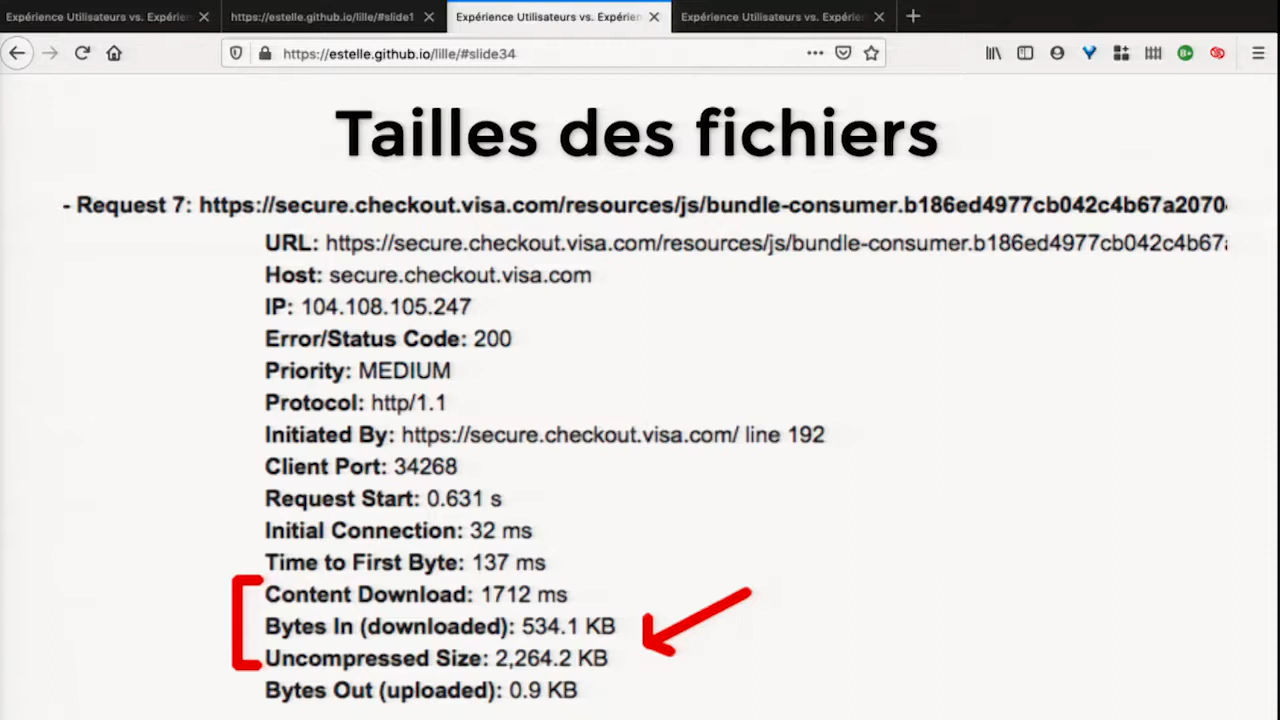 Expérience Utilisateurs vs. Expérien
https://estelle.github.io/lille/#slide1
Expérience Utilisateurs vs. Expérien
Expérience Utilisateurs vs. Expérie
https://estelle.github.io/lille/#slide34
Tailles des fichiers
- Request 7: https://secure.checkout.visa.com/resources/js/bundle-consumer.b186ed4977cb042c4b67a2070
URL: https://secure.checkout.visa.com/resources/js/bundle-consumer.b186ed4977cb042c4b67
Host: secure.checkout.visa.com
IP: 104.108.105.247
Error/Status Code: 200
Priority: MEDIUM
Protocol: http/1.1
Initiated By: https://secure.checkout.visa.com/ line 192
Client Port: 34268
Request Start: 0.631 s
Initial Connection: 32 ms
Time to First Byte: 137 ms
Content Download: 1712 ms
Bytes In (downloaded): 534.1 KB
Uncompressed Size: 2,264.2 KB
Bytes Out (uploaded): 0.9 KB